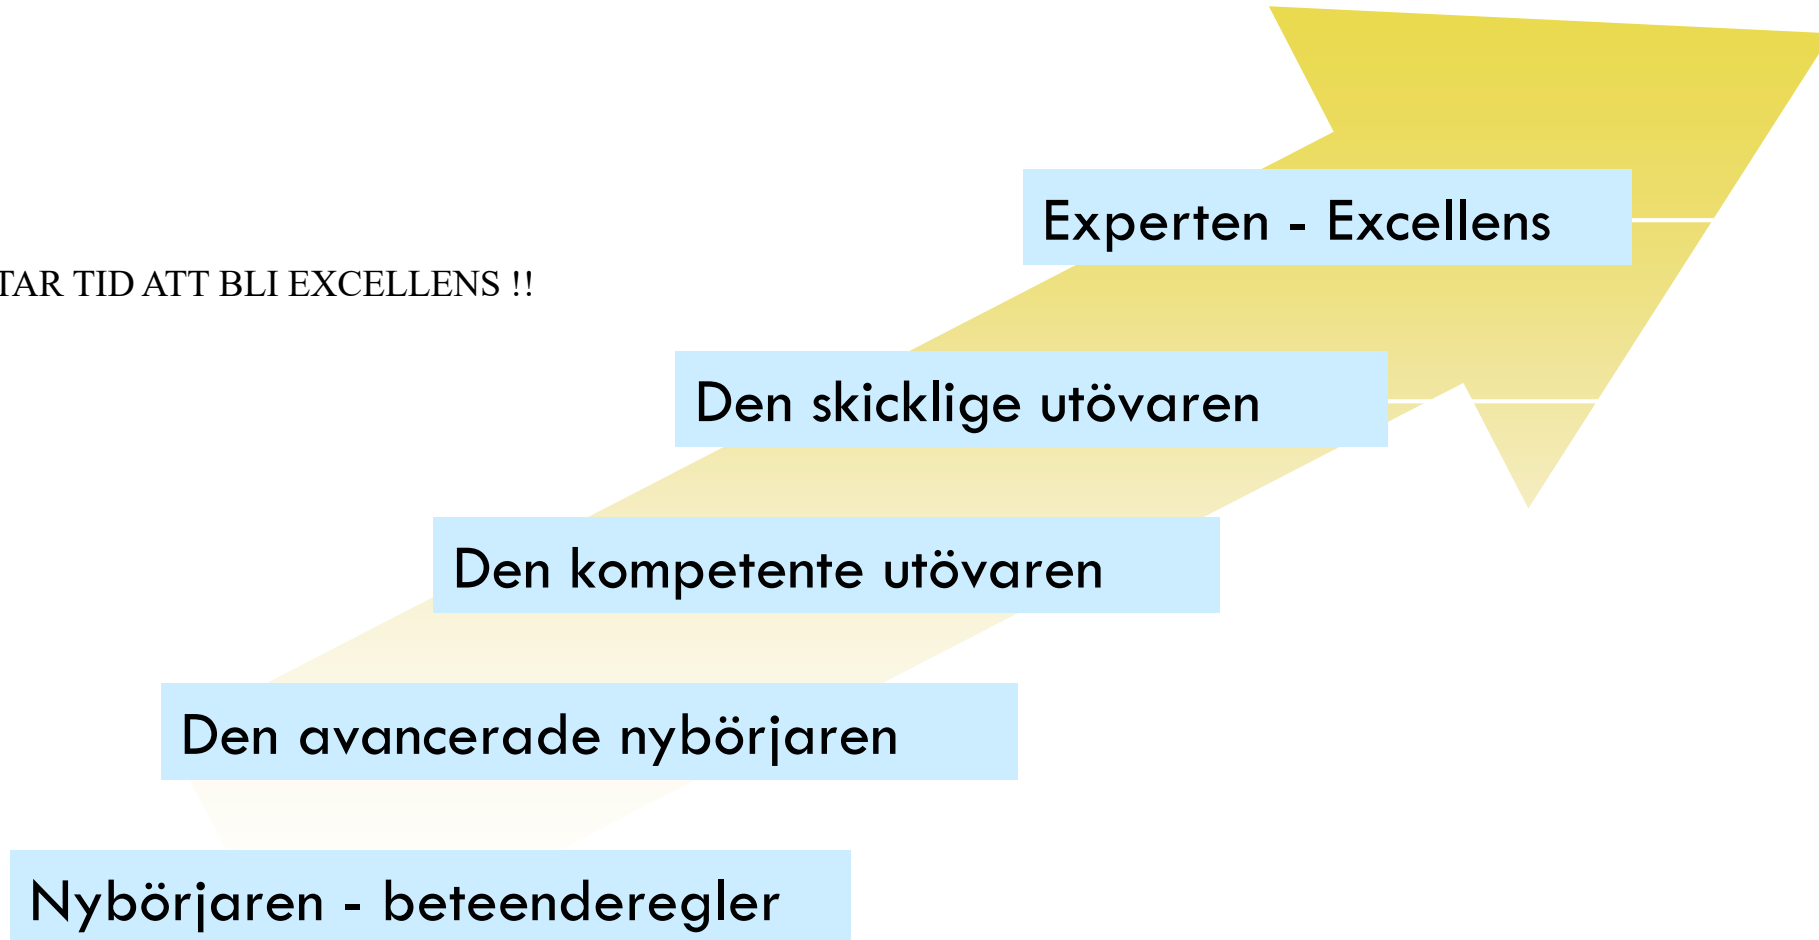 Experten - Excellens
TAR TID ATT BLI EXCELLENS !!
Den skicklige utövaren
Den kompetente utövaren
Den avancerade nybörjaren
Nybörjaren - beteenderegler